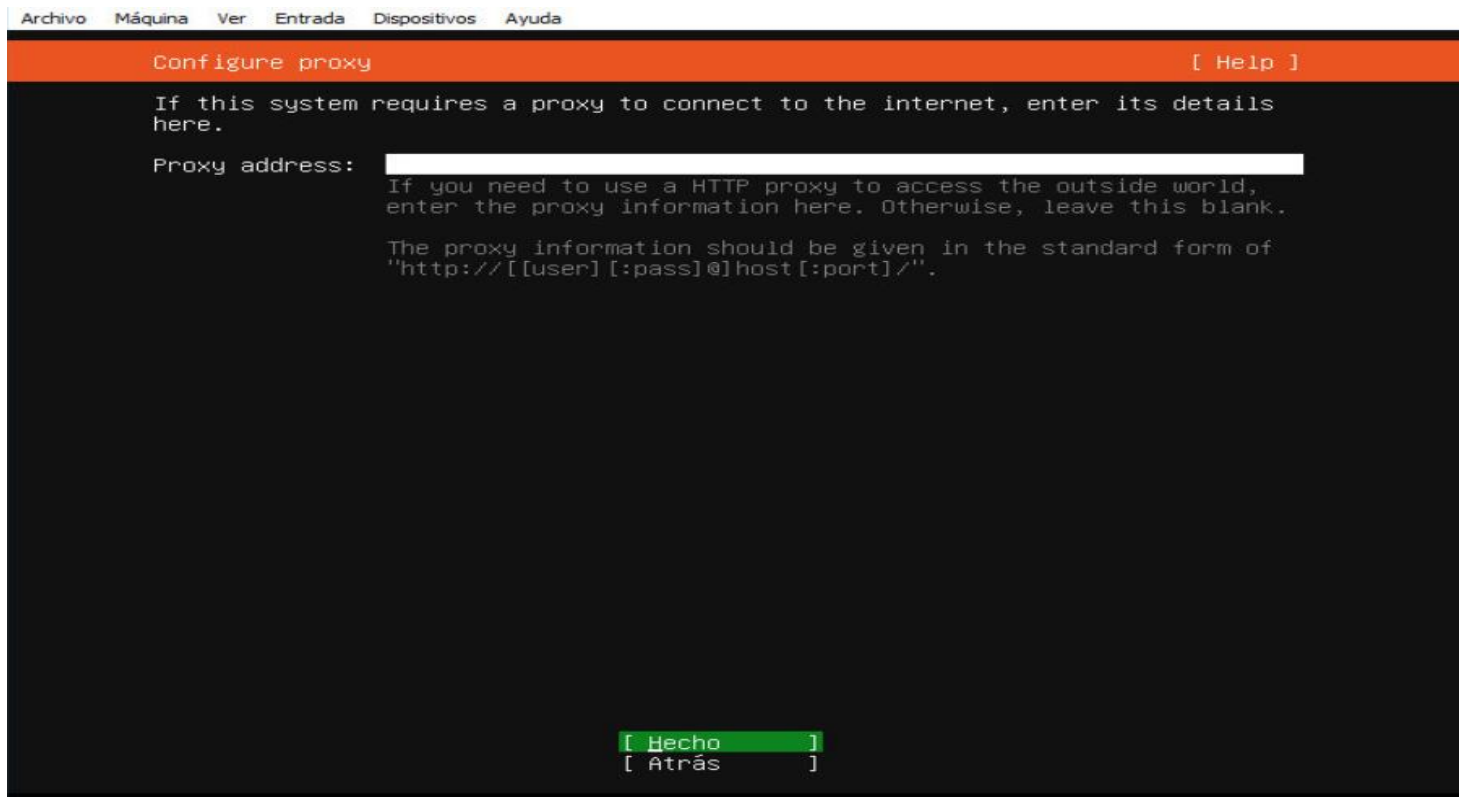 Archivo Máquina Ver Entrada Dispositivos Ayuda
Configure proxy [ Help ]
If this system requires a proxy to connect to the internet, enter its details
here.
Proxy address:
If you need to use a HTTP proxy to access the outside world,
enter the proxy information here. Otherwise, leave this blank.
The proxy information should be given in the standard form of
"http://[[user][:pass]@]host[:port]/".
[ Hecho ]
[ Atrás ]